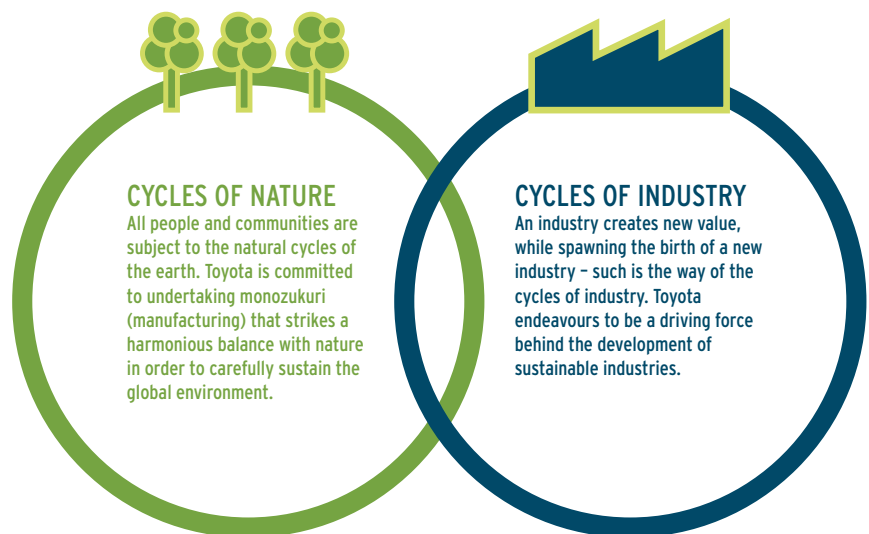 CYCLES OF NATURE
All people and communities are
subject to the natural cycles of
the earth. Toyota is committed
to undertaking monozukuri
(manufacturing) that strikes a
harmonious balance with nature
in order to carefully sustain the
global environment.
CYCLES OF INDUSTRY
An industry creates new value,
while spawning the birth of a new
industry – such is the way of the
cycles of industry. Toyota
endeavours to be a driving force
behind the development of
sustainable industries.